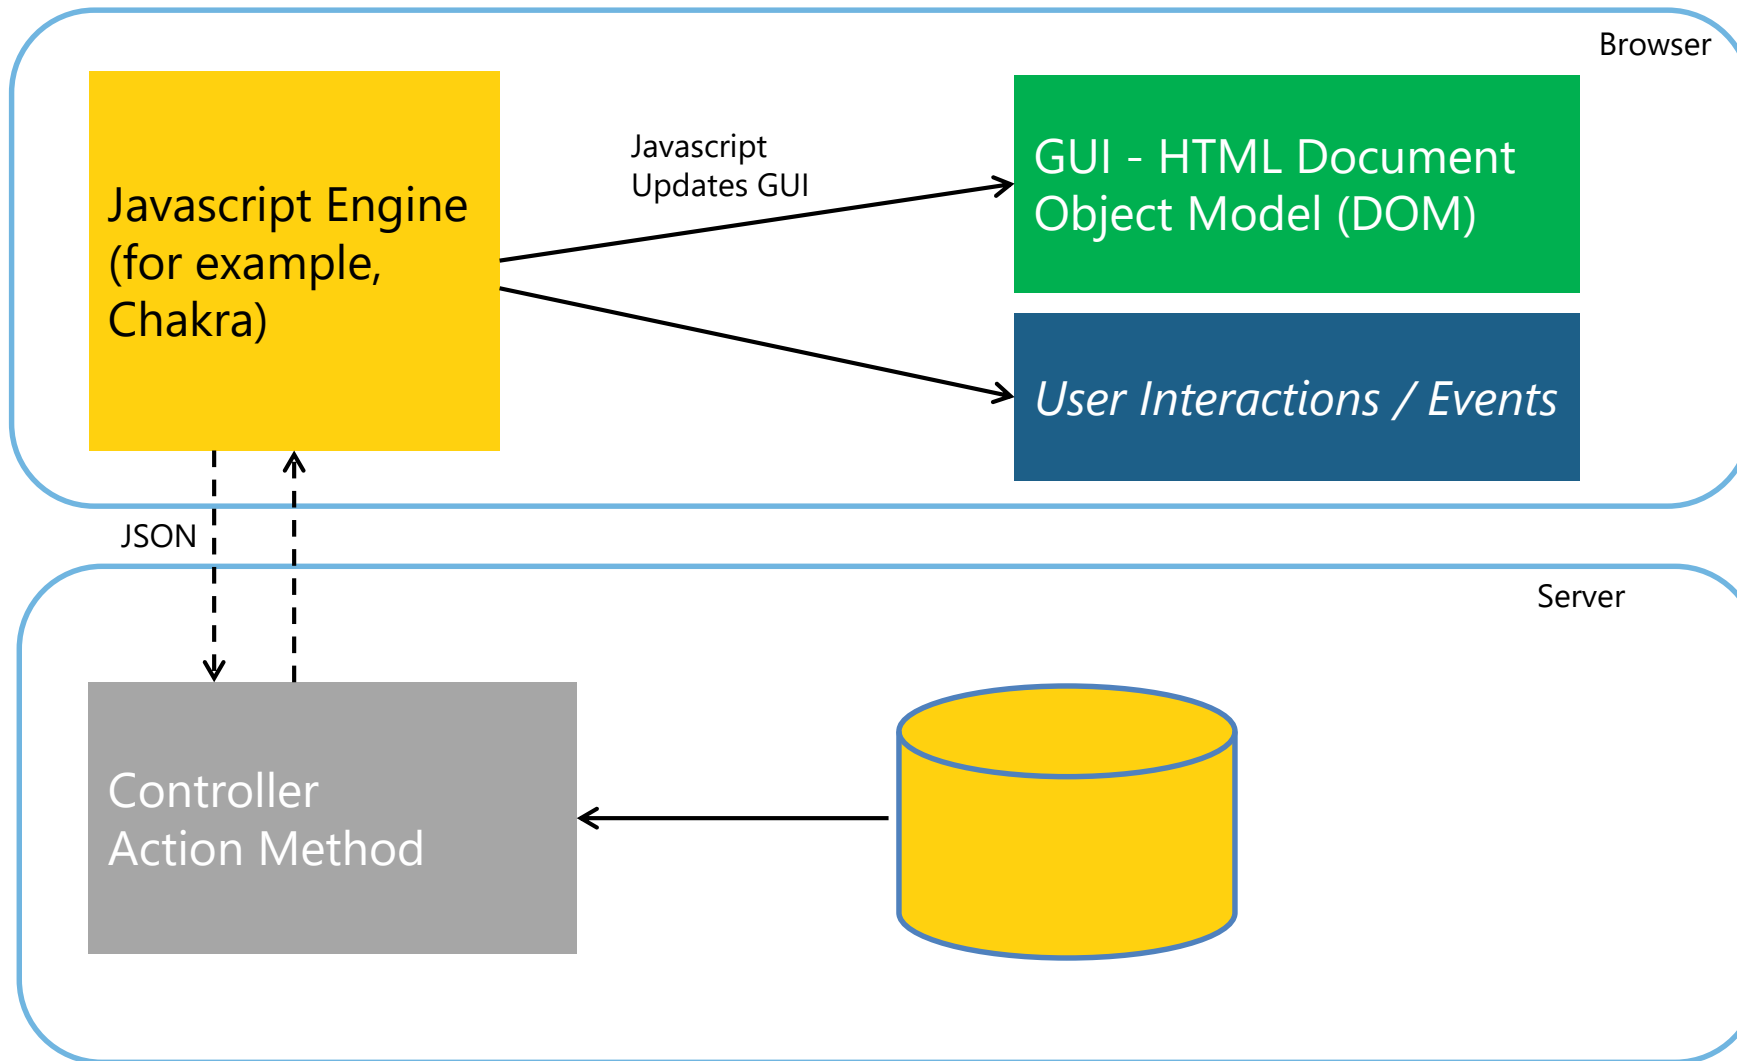 Browser
Javascript Engine
(for example,
Chakra)
Javascript
Updates GUI
GUI - HTML Document
Object Model (DOM)
User Interactions / Events
JSON
Server
Controller
Action Method